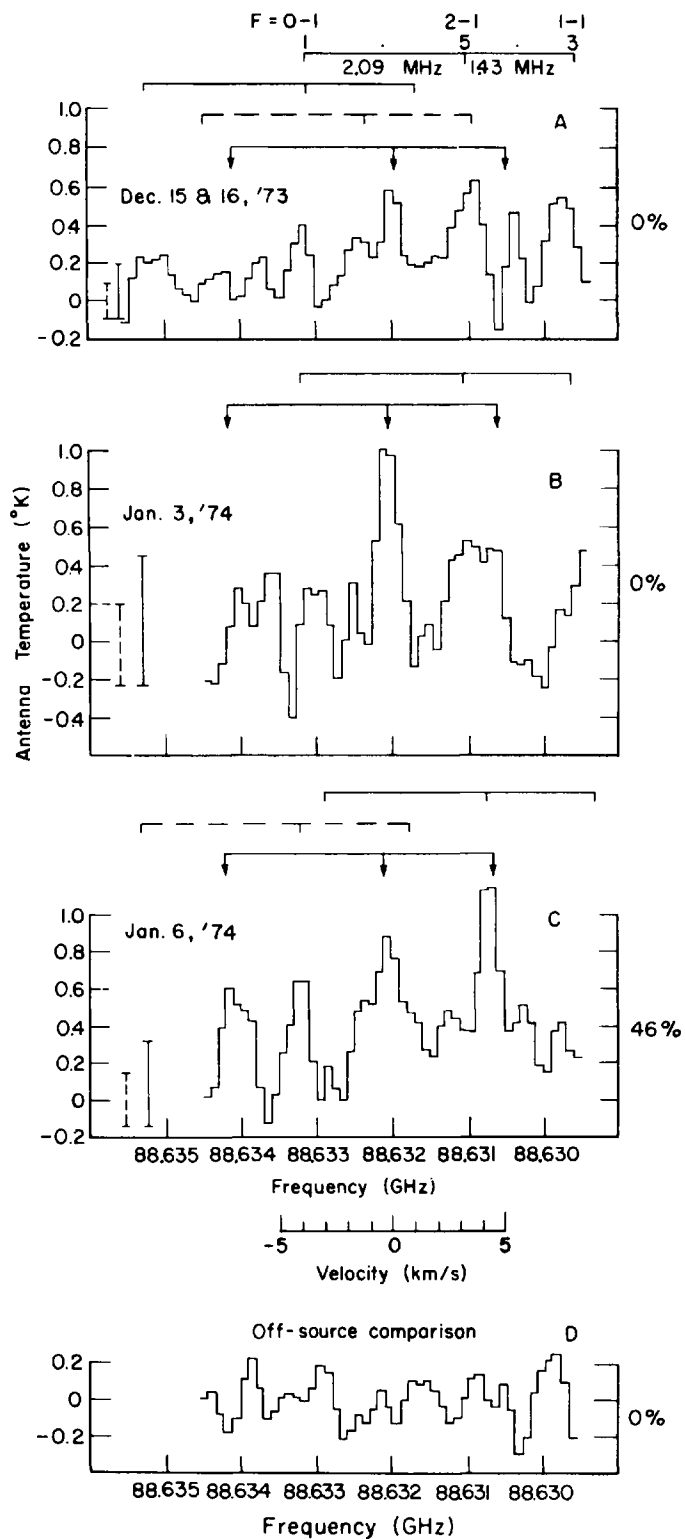 F = 0-1 2-1 1-1
1 5 3
2.09 MHz 1.43 MHz
A
Dec. 15 & 16, '73
1.0
0.8
0.6
0.4
0.2
0
-0.2
0%
Antenna Temperature (°K)
B
Jan. 3, '74
1.0
0.8
0.6
0.4
0.2
0
-0.2
-0.4
0%
C
Jan. 6, '74
1.0
0.8
0.6
0.4
0.2
0
-0.2
46%
88.635 88.634 88.633 88.632 88.631 88.630
Frequency (GHz)
-5 0 5
Velocity (km/s)
Off-source comparison D
0.2
0
-0.2
0%
88.635 88.634 88.633 88.632 88.631 88.630
Frequency (GHz)